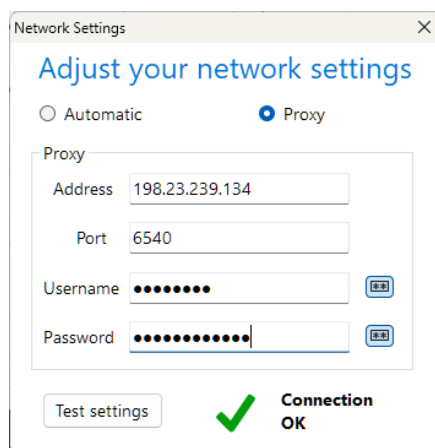 Network Settings
Adjust your network settings
Automatic
Proxy
Proxy
Address 198.23.239.134
Port 6540
Username ●●●●●●●●
**
Password ●●●●●●●●●●●●
**
Test settings
Connection
OK